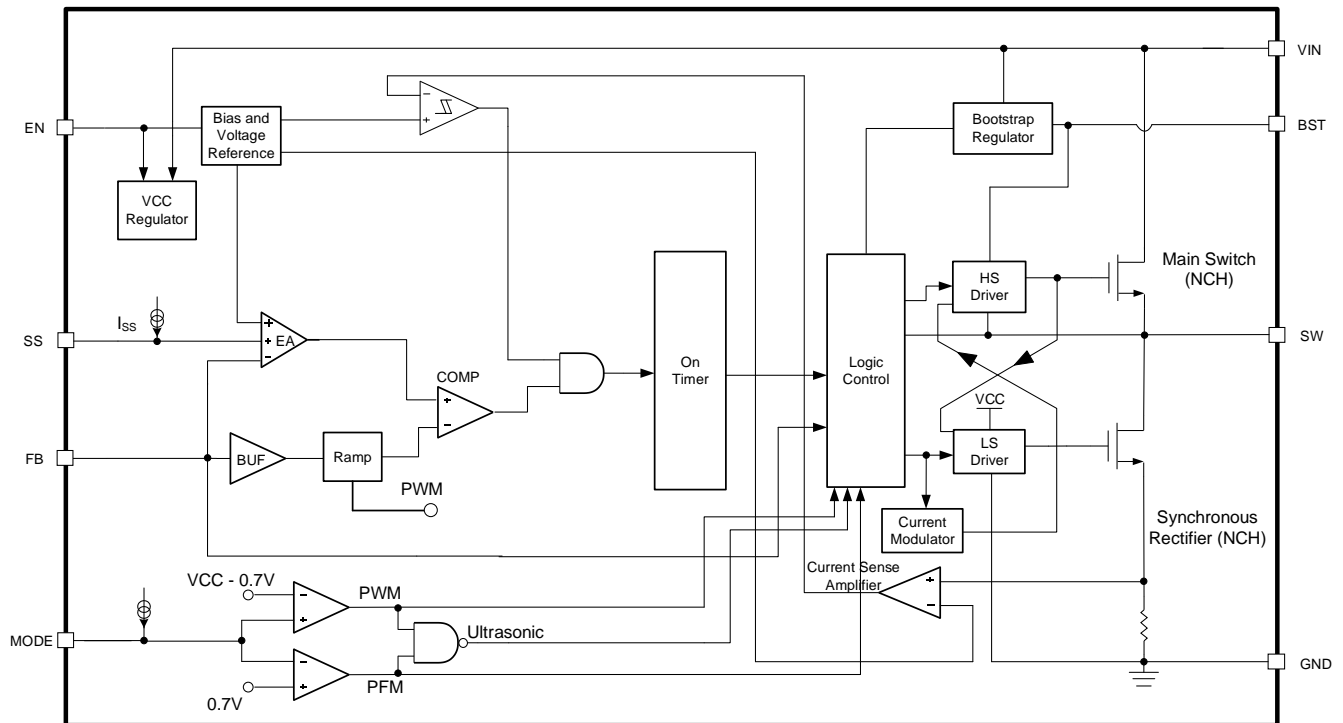 VIN
EN
Bias and
Voltage
Reference
Bootstrap
Regulator
BST
VCC
Regulator
Main Switch
(NCH)
HS
Driver
ISS
SS
EA
On
Timer
Logic
Control
SW
COMP
VCC
LS
Driver
FB
BUF
Ramp
PWM
Current
Modulator
Synchronous
Rectifier (NCH)
VCC - 0.7V
PWM
Current Sense
Amplifier
MODE
Ultrasonic
GND
PFM
0.7V